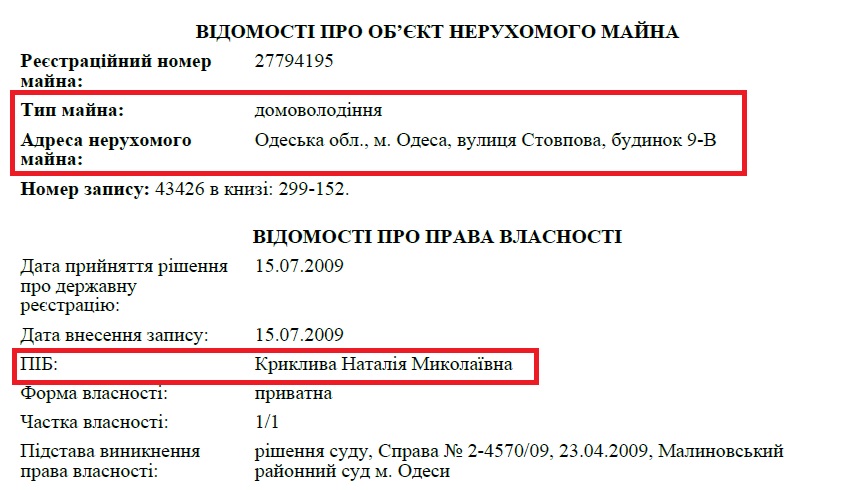 ВІДОМОСТІ ПРО ОБ’ЄКТ НЕРУХОМОГО МАЙНА
Реєстраційний номер 27794195
майна:
Тип майна: домоволодіння
Адреса нерухомого Одеська обл., м. Одеса, вулиця Стовпова, будинок 9-В
майна:
Номер запису: 43426 в книзі: 299-152.
ВІДОМОСТІ ПРО ПРАВА ВЛАСНОСТІ
Дата прийняття рішення 15.07.2009
про державну
реєстрацію:
Дата внесення запису: 15.07.2009
ПІБ: Криклива Наталія Миколаївна
Форма власності: приватна
Частка власності: 1/1
Підстава виникнення рішення суду, Справа № 2-4570/09, 23.04.2009, Малиновський
права власності: районний суд м. Одеси